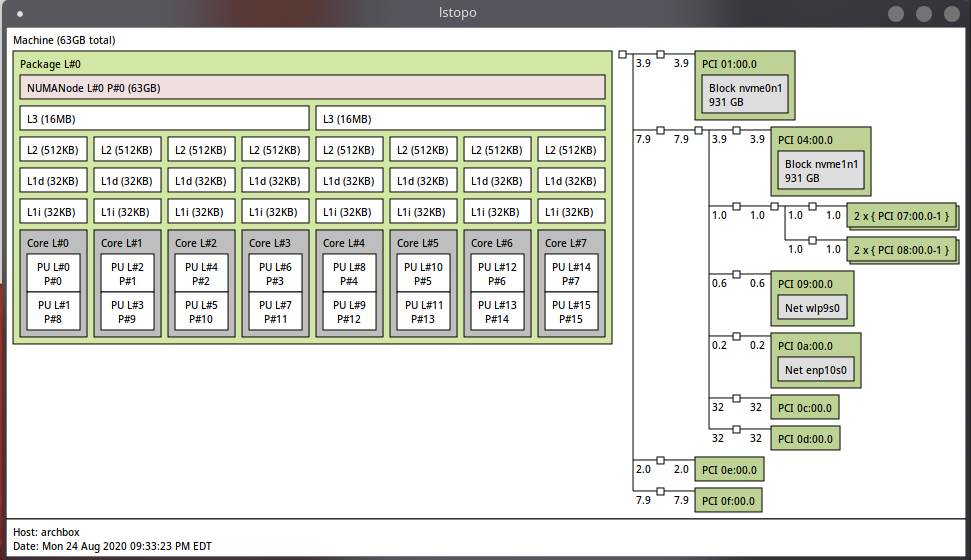 lstopo
Machine (63GB total)
Package L#0
NUMANode L#0 P#0 (63GB)
L3 (16MB) L3 (16MB)
L2 (512KB) L2 (512KB) L2 (512KB) L2 (512KB) L2 (512KB) L2 (512KB) L2 (512KB) L2 (512KB)
L1d (32KB) L1d (32KB) L1d (32KB) L1d (32KB) L1d (32KB) L1d (32KB) L1d (32KB) L1d (32KB)
L1i (32KB) L1i (32KB) L1i (32KB) L1i (32KB) L1i (32KB) L1i (32KB) L1i (32KB) L1i (32KB)
Core L#0 Core L#1 Core L#2 Core L#3 Core L#4 Core L#5 Core L#6 Core L#7
PU L#0 PU L#2 PU L#4 PU L#6 PU L#8 PU L#10 PU L#12 PU L#14
P#0 P#1 P#2 P#3 P#4 P#5 P#6 P#7
PU L#1 PU L#3 PU L#5 PU L#7 PU L#9 PU L#11 PU L#13 PU L#15
P#8 P#9 P#10 P#11 P#12 P#13 P#14 P#15
3.9 3.9 PCI 01:00.0
Block nvme0n1
931 GB
7.9 7.9 3.9 3.9 PCI 04:00.0
Block nvme1n1
931 GB
1.0 1.0 1.0 1.0 2 x { PCI 07:00.0-1 }
1.0 1.0 2 x { PCI 08:00.0-1 }
0.6 0.6 PCI 09:00.0
Net wlp9s0
0.2 0.2 PCI 0a:00.0
Net enp10s0
32 32 PCI 0c:00.0
32 32 PCI 0d:00.0
2.0 2.0 PCI 0e:00.0
7.9 7.9 PCI 0f:00.0
Host: archbox
Date: Mon 24 Aug 2020 09:33:23 PM EDT